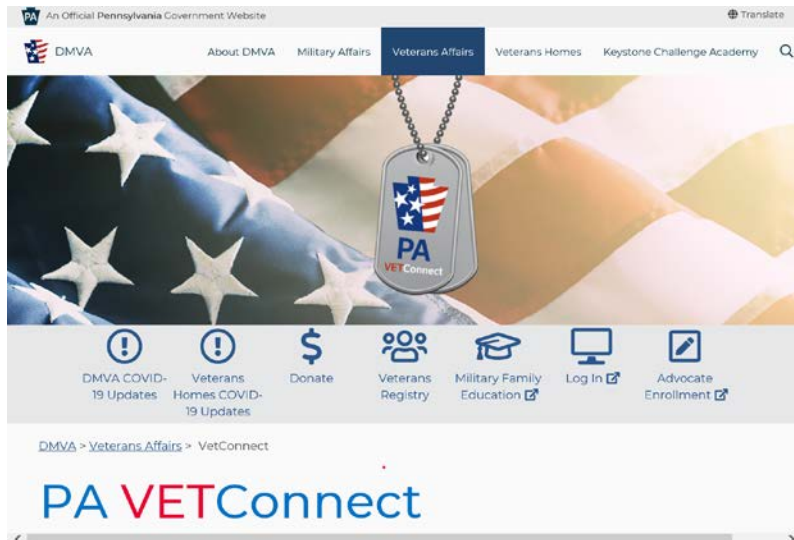 PA An Official Pennsylvania Government Website Translate
DMVA About DMVA Military Affairs Veterans Affairs Veterans Homes Keystone Challenge Academy
PA
VETConnect
DMVA COVID-
19 Updates
Veterans
Homes COVID-
19 Updates
Donate
Veterans
Registry
Military Family
Education
Log In
Advocate
Enrollment
DMVA > Veterans Affairs > VetConnect
PA VETConnect